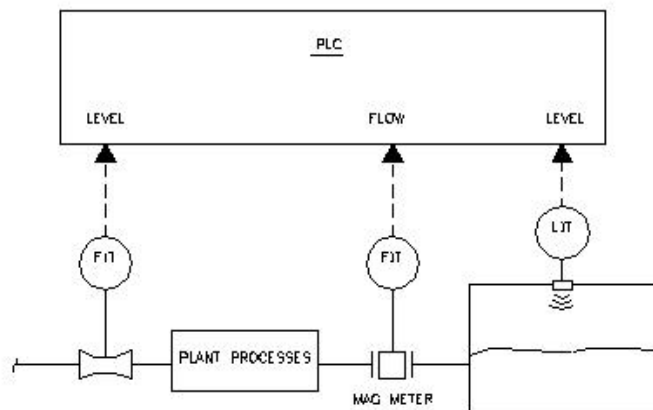 PLC
LEVEL FLOW LEVEL
FIT FIT LIT
PLANT PROCESSES
MAG METER